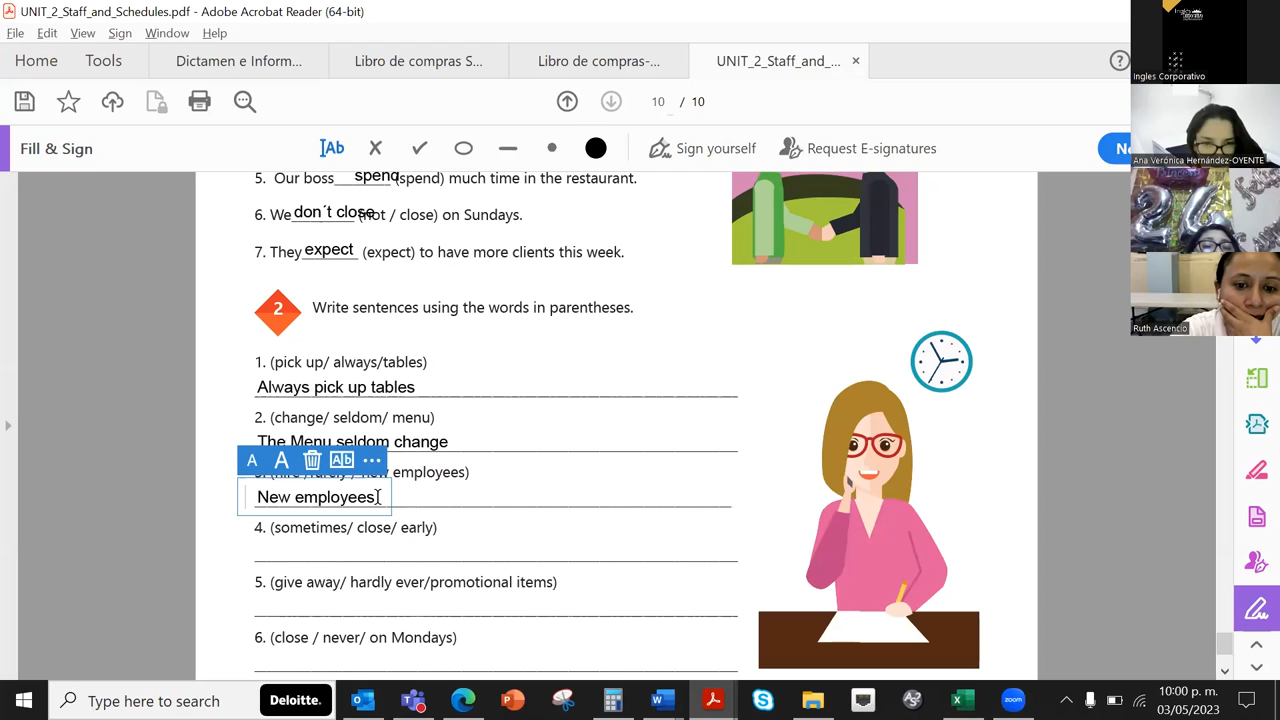 UNIT_2_Staff_and_Schedules.pdf - Adobe Acrobat Reader (64-bit)
File Edit View Sign Window Help
Home Tools Dictamen e Inform... Libro de compras S... Libro de compras-... UNIT_2_Staff_and_... ×
10 / 10
Fill & Sign Ab Sign yourself Request E-signatures
5. Our boss spend (spend) much time in the restaurant.
6. We don´t close (not / close) on Sundays.
7. They expect (expect) to have more clients this week.
2 Write sentences using the words in parentheses.
1. (pick up/ always/tables)
Always pick up tables
2. (change/ seldom/ menu)
The Menu seldom change
A A Ab ...
employees)
New employees
4. (sometimes/ close/ early)
5. (give away/ hardly ever/promotional items)
6. (close / never/ on Mondays)
Ingles Corporativo
Ana Verónica Hernández-OYENTE
24
Ruth Ascencio
Type here to search Deloitte.
10:00 p. m.
03/05/2023